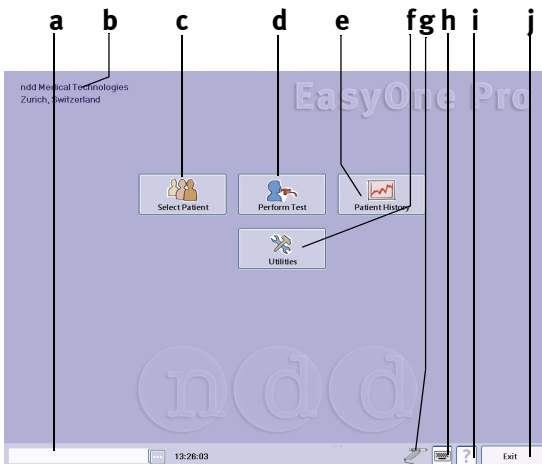 a b c d e f g h i j
ndd Medical Technologies
Zurich, Switzerland
EasyOne Pro
Select Patient Perform Test Patient History
Utilities
ndd
... 13:26:03 ? Exit